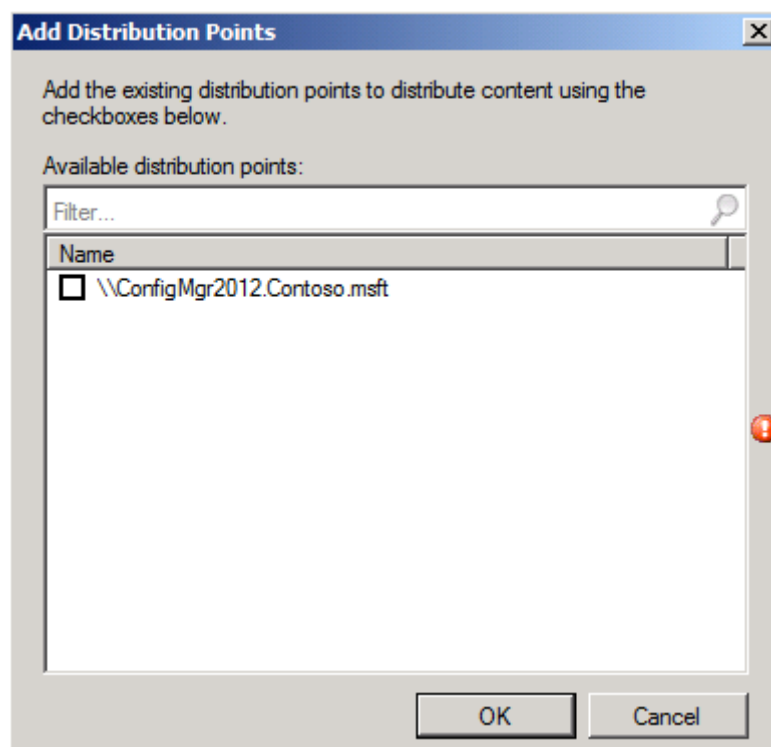 Add Distribution Points
Add the existing distribution points to distribute content using the
checkboxes below.
Available distribution points:
Filter...
Name
\\ConfigMgr2012.Contoso.msft
OK
Cancel